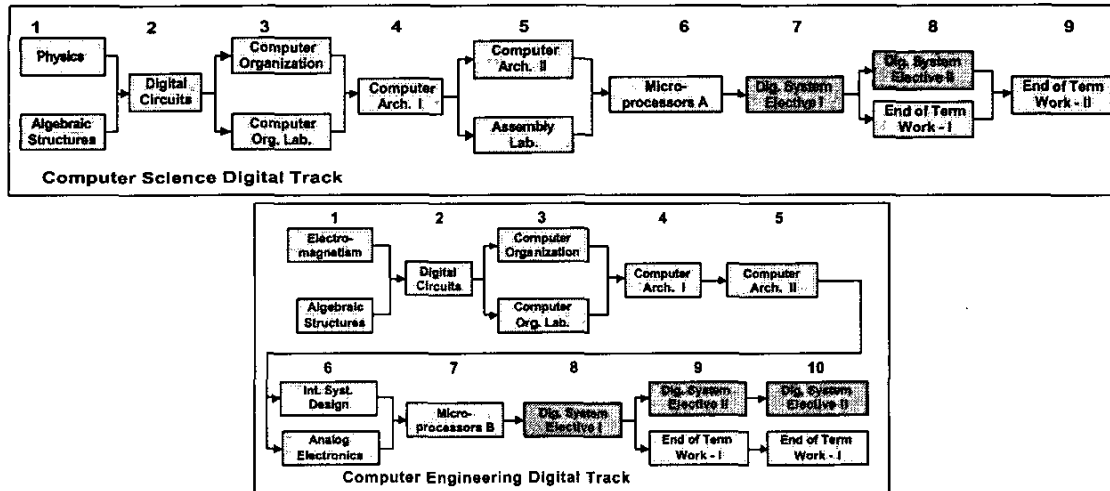 1 2 3 4 5 6 7 8 9
Physics
Algebraic
Structures
Digital
Circuits
Computer
Organization
Computer
Org. Lab.
Computer
Arch. I
Computer
Arch. II
Assembly
Lab.
Micro-
processors A
Dig. System
Elective I
Dig. System
Elective II
End of Term
Work - I
End of Term
Work - II
Computer Science Digital Track
1 2 3 4 5
Electro-
magnetism
Algebraic
Structures
Digital
Circuits
Computer
Organization
Computer
Org. Lab.
Computer
Arch. I
Computer
Arch. II
6 7 8 9 10
Int. Syst.
Design
Analog
Electronics
Micro-
processors B
Dig. System
Elective I
Dig. System
Elective II
End of Term
Work - I
Dig. System
Elective II
End of Term
Work - I
Computer Engineering Digital Track